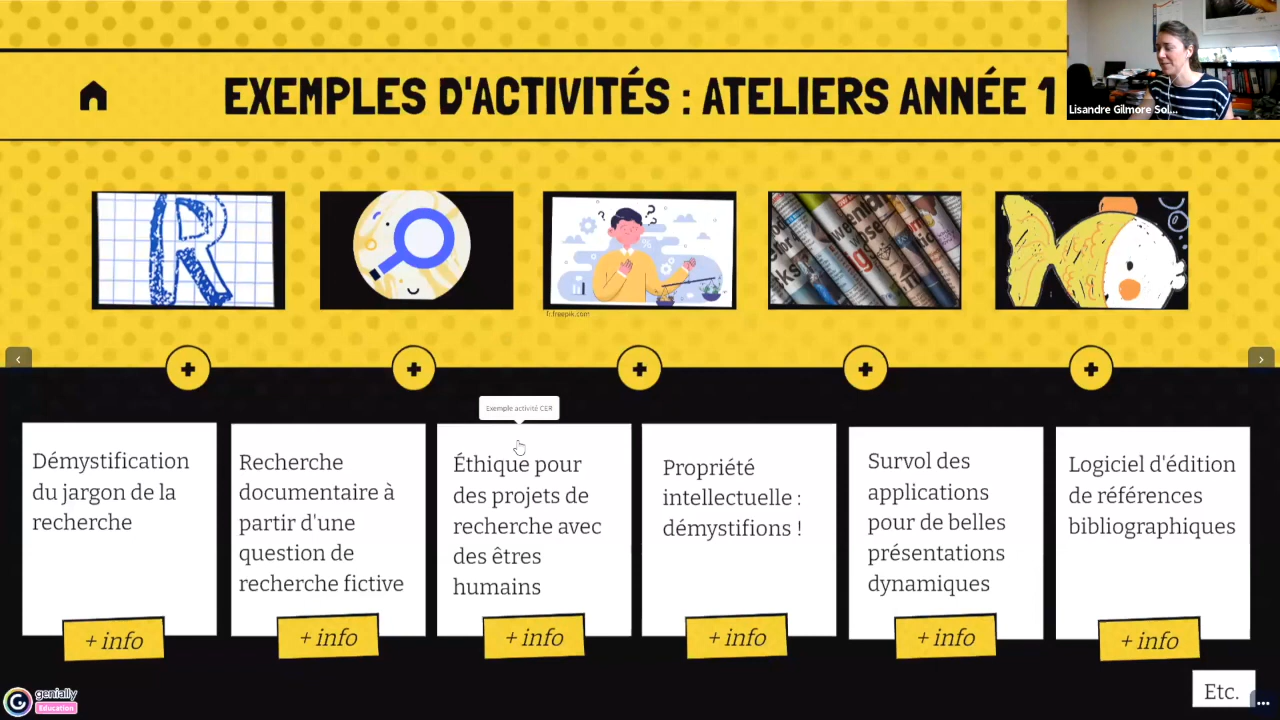 EXEMPLES D'ACTIVITÉS : ATELIERS ANNÉE 1
Lisandre Gilmore Sol...
R
fr.freepik.com
Exemple activité CER
Démystification
du jargon de la
recherche
+ info
Recherche
documentaire à
partir d'une
question de
recherche fictive
+ info
Éthique pour
des projets de
recherche avec
des êtres
humains
+ info
Propriété
intellectuelle :
démystifions !
+ info
Survol des
applications
pour de belles
présentations
dynamiques
+ info
Logiciel d'édition
de références
bibliographiques
+ info
Etc.
genially
Education